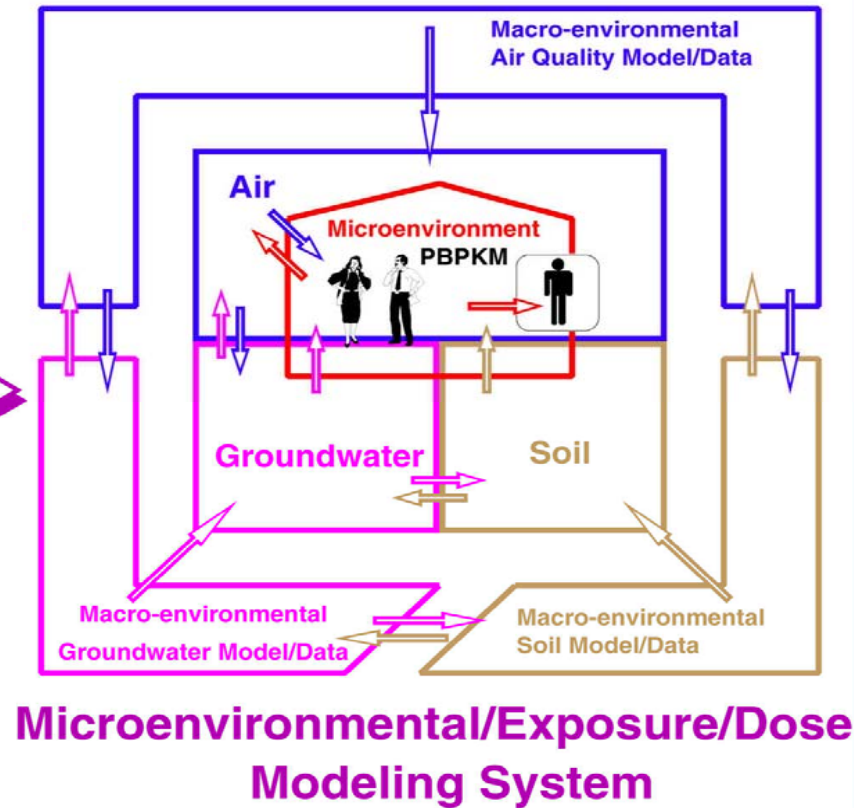 Macro-environmental
Air Quality Model/Data
Air
Microenvironment
PBPKM
Groundwater
Soil
Macro-environmental
Groundwater Model/Data
Macro-environmental
Soil Model/Data
Microenvironmental/Exposure/Dose
Modeling System